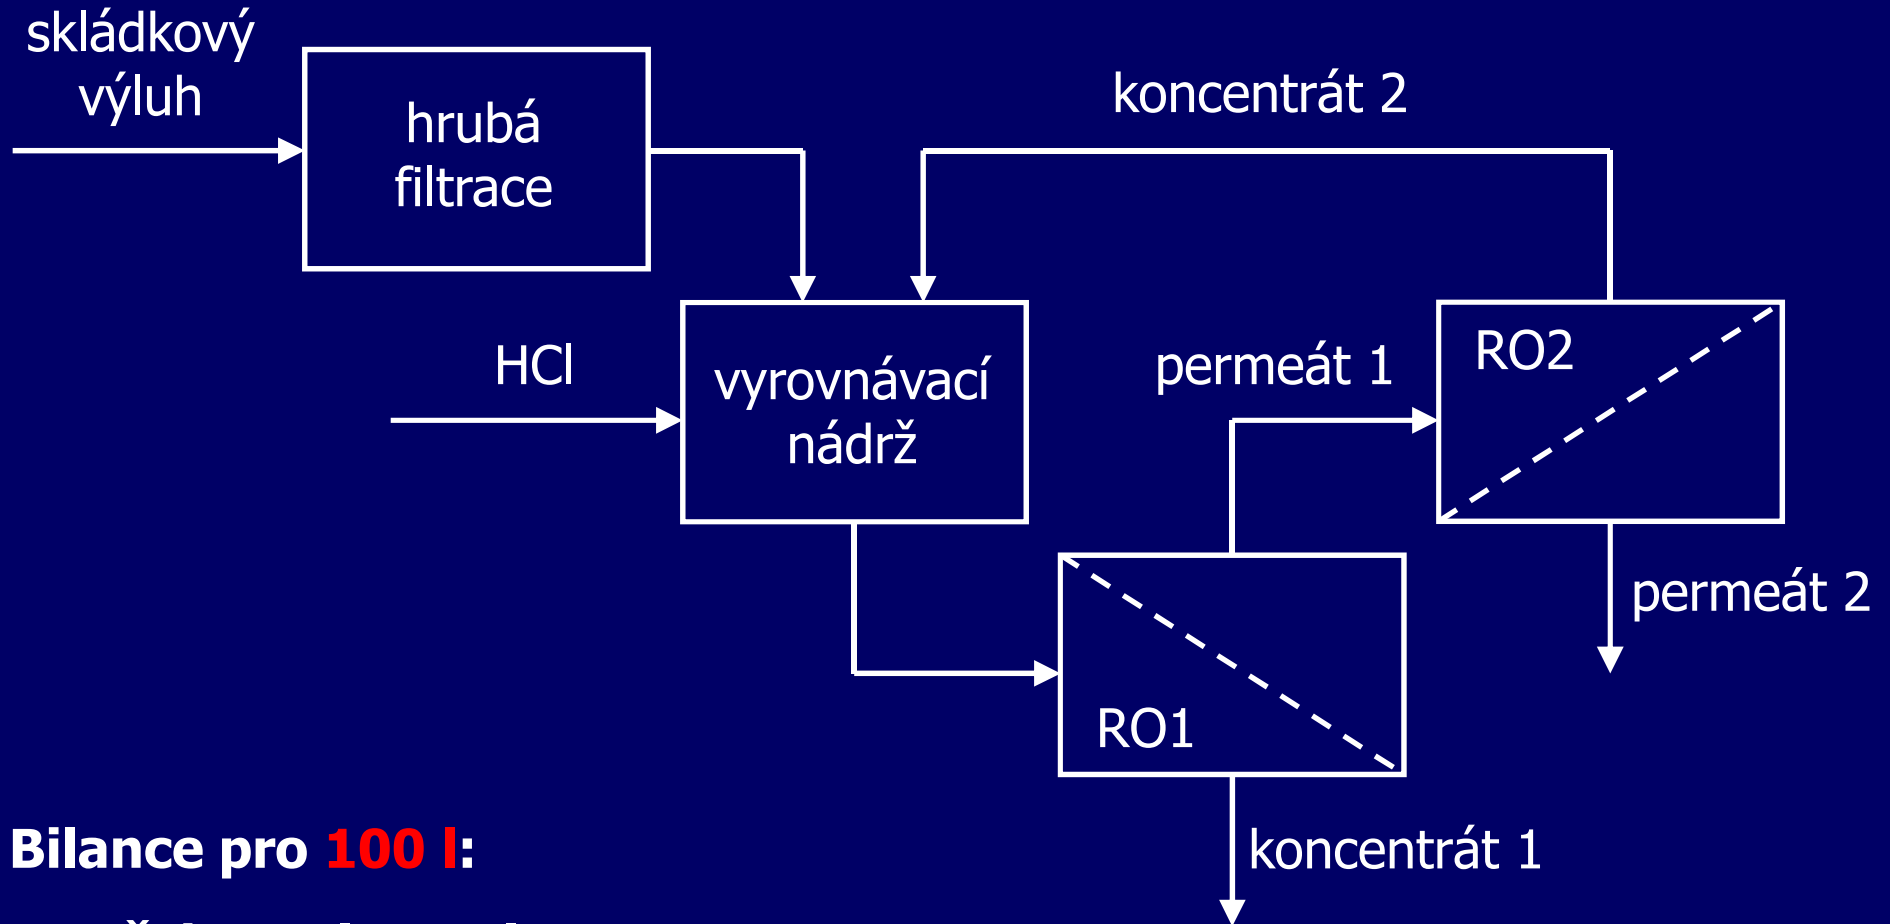 skládkový
výluh
hrubá
filtrace
koncentrát 2
HCl
vyrovnávací
nádrž
permeát 1
RO2
permeát 2
RO1
koncentrát 1
Bilance pro 100 l: